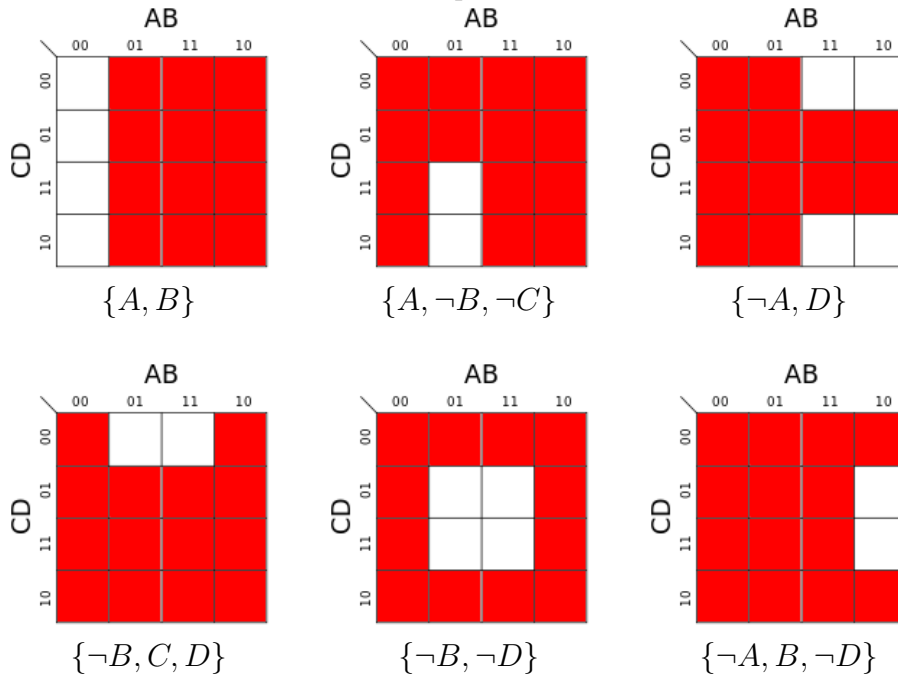 AB AB AB
00 01 11 10 00 01 11 10 00 01 11 10
CD 00 01 11 10 CD 00 01 11 10 CD 00 01 11 10
{A, B} {A, ¬B, ¬C} {¬A, D}
AB AB AB
00 01 11 10 00 01 11 10 00 01 11 10
CD 00 01 11 10 CD 00 01 11 10 CD 00 01 11 10
{¬B, C, D} {¬B, ¬D} {¬A, B, ¬D}